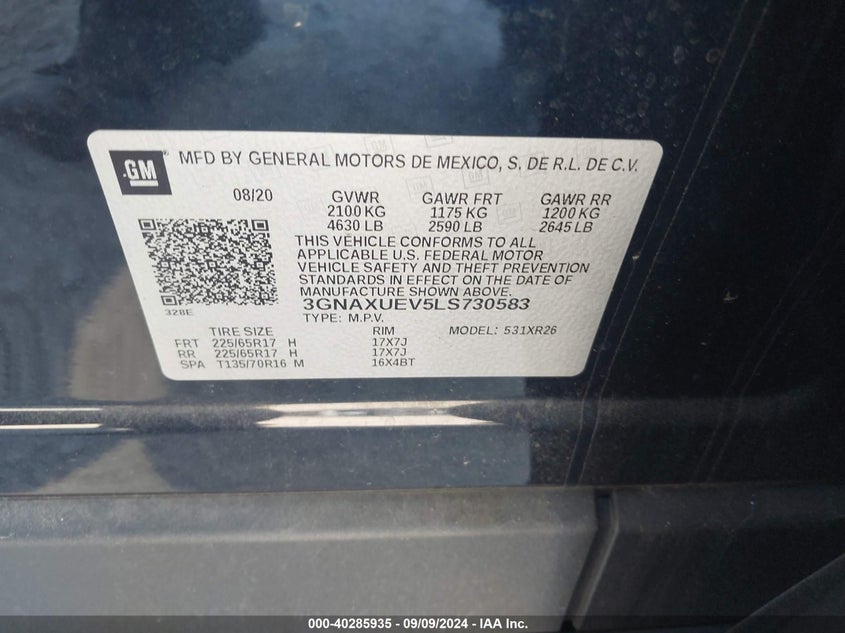 GM MFD BY GENERAL MOTORS DE MEXICO, S. DE R.L. DE C.V.
08/20 GVWR GAWR FRT GAWR RR
2100 KG 1175 KG 1200 KG
4630 LB 2590 LB 2645 LB
THIS VEHICLE CONFORMS TO ALL
APPLICABLE U.S. FEDERAL MOTOR
VEHICLE SAFETY AND THEFT PREVENTION
STANDARDS IN EFFECT ON THE DATE OF
MANUFACTURE SHOWN ABOVE.
328E 3GNAXUEV5LS730583
TYPE: M.P.V. MODEL: 531XR26
TIRE SIZE RIM
FRT 225/65R17 H 17X7J
RR 225/65R17 H 17X7J
SPA T135/70R16 M 16X4BT
000-40285935 - 09/09/2024 - IAA Inc.